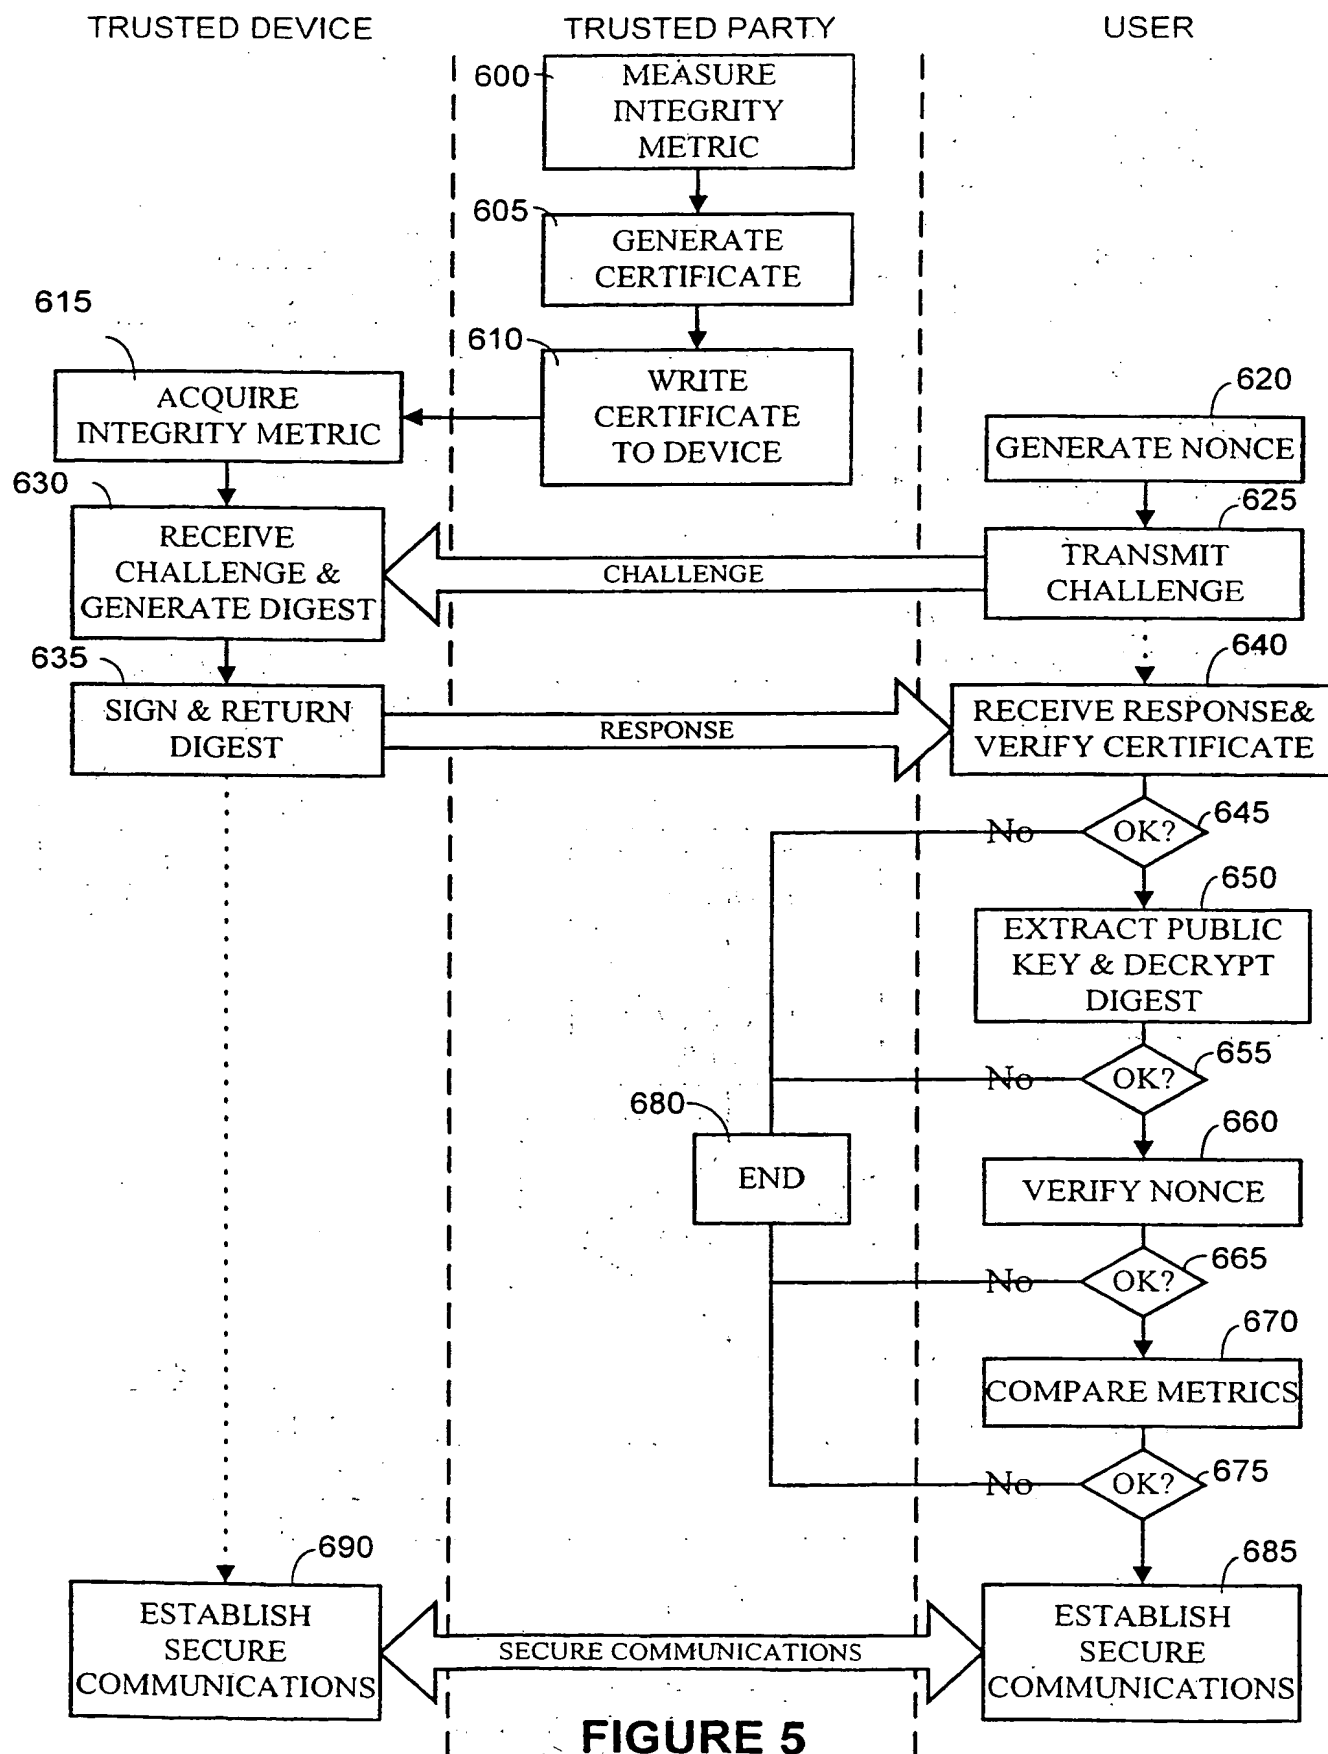 TRUSTED DEVICE
TRUSTED PARTY
USER
600
MEASURE
INTEGRITY
METRIC
605
GENERATE
CERTIFICATE
610
WRITE
CERTIFICATE
TO DEVICE
615
ACQUIRE
INTEGRITY METRIC
620
GENERATE NONCE
625
TRANSMIT
CHALLENGE
CHALLENGE
630
RECEIVE
CHALLENGE &
GENERATE DIGEST
635
SIGN & RETURN
DIGEST
RESPONSE
640
RECEIVE RESPONSE&
VERIFY CERTIFICATE
645
OK?
No
650
EXTRACT PUBLIC
KEY & DECRYPT
DIGEST
655
OK?
No
680
END
660
VERIFY NONCE
665
OK?
No
670
COMPARE METRICS
675
OK?
No
690
ESTABLISH
SECURE
COMMUNICATIONS
SECURE COMMUNICATIONS
685
ESTABLISH
SECURE
COMMUNICATIONS
FIGURE 5